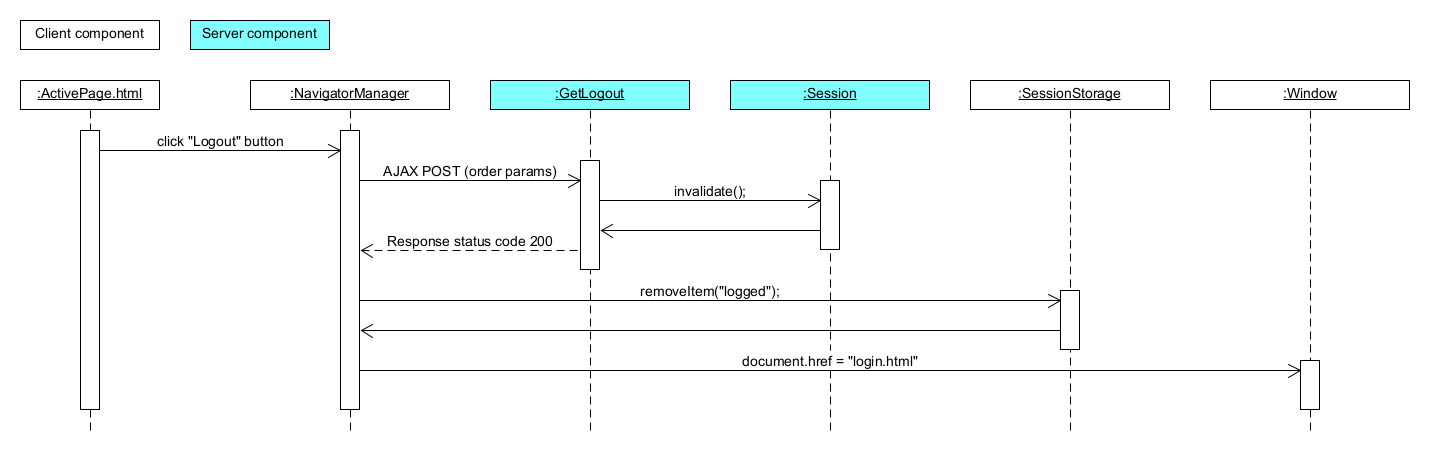 Client component
Server component
:ActivePage.html
:NavigatorManager
:GetLogout
:Session
:SessionStorage
:Window
click "Logout" button
AJAX POST (order params)
invalidate();
Response status code 200
removeItem("logged");
document.href = "login.html"